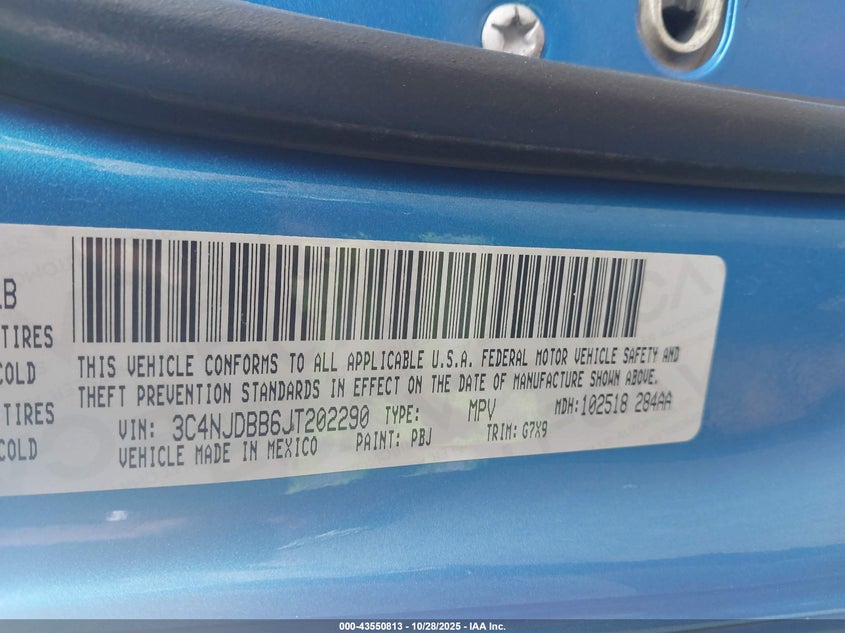 LB
TIRES
COLD
TIRES
COLD
THIS VEHICLE CONFORMS TO ALL APPLICABLE U.S.A. FEDERAL MOTOR VEHICLE SAFETY AND
THEFT PREVENTION STANDARDS IN EFFECT ON THE DATE OF MANUFACTURE SHOWN ABOVE.
VIN: 3C4NJDBB6JT202290 TYPE: MPV MDH:102518 284AA
VEHICLE MADE IN MEXICO PAINT: PBJ TRIM: G7X9
000-43550813 - 10/28/2025 - IAA Inc.